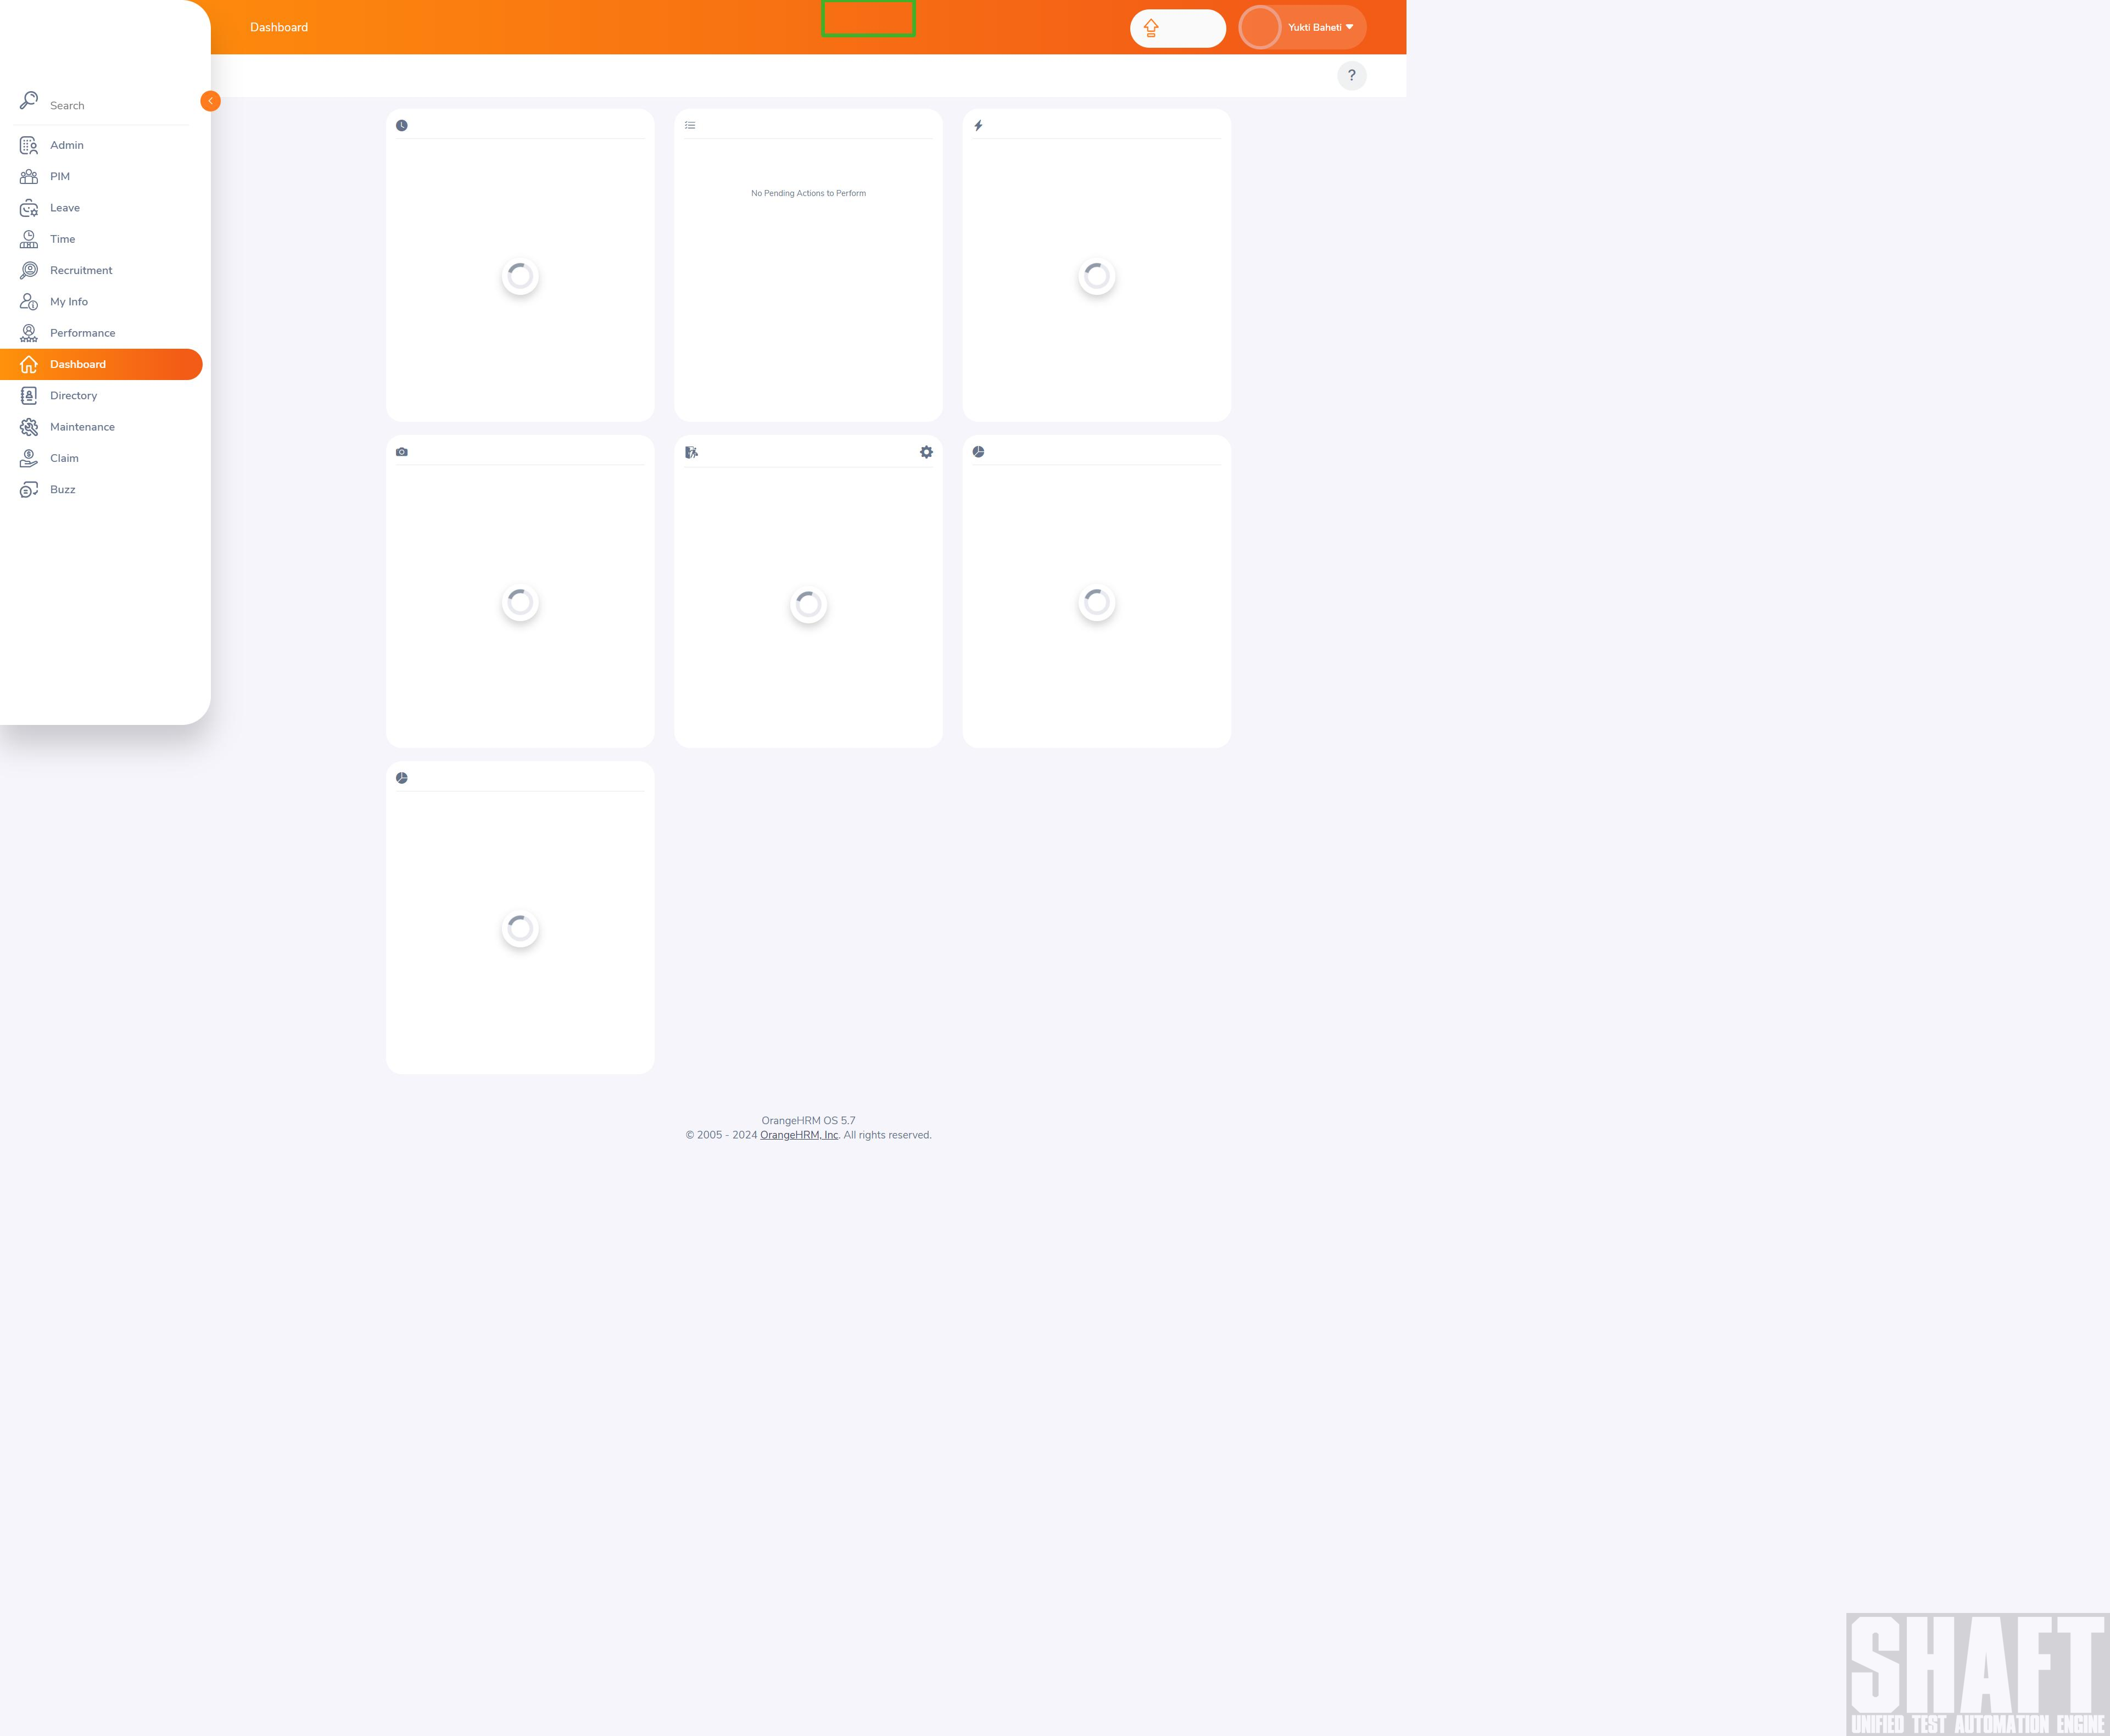 Dashboard
Yukti Baheti
?
Search
Admin
PIM
Leave
Time
Recruitment
My Info
Performance
Dashboard
Directory
Maintenance
Claim
Buzz
No Pending Actions to Perform
OrangeHRM OS 5.7
© 2005 - 2024 OrangeHRM, Inc. All rights reserved.
SHAFT
UNIFIED TEST AUTOMATION ENGINE